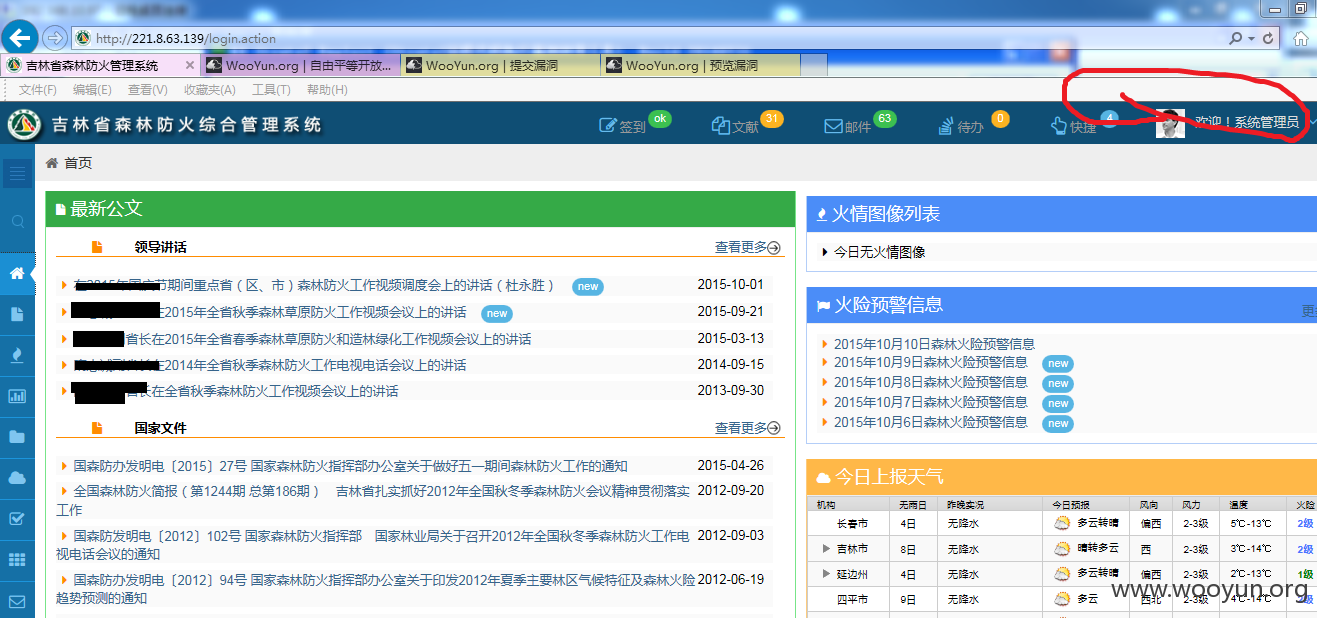 http://221.8.63.139/login.action
吉林省森林防火管理系统
WooYun.org | 自由平等开放...
WooYun.org | 提交漏洞
WooYun.org | 预览漏洞
文件(F) 编辑(E) 查看(V) 收藏夹(A) 工具(T) 帮助(H)
吉林省森林防火综合管理系统
签到 ok 文献 31 邮件 63 待办 0 快捷 4 欢迎！系统管理员
首页
最新公文
领导讲话 查看更多
节期间重点省（区、市）森林防火工作视频调度会上的讲话（杜永胜） new 2015-10-01
在2015年全省秋季森林草原防火工作视频会议上的讲话 new 2015-09-21
省长在2015年全省春季森林草原防火和造林绿化工作视频会议上的讲话 2015-03-13
在2014年全省秋季森林防火工作电视电话会议上的讲话 2014-09-15
省长在全省秋季森林防火工作视频会议上的讲话 2013-09-30
国家文件 查看更多
国森防办发明电〔2015〕27号 国家森林防火指挥部办公室关于做好五一期间森林防火工作的通知 2015-04-26
全国森林防火简报（第1244期 总第186期） 吉林省扎实抓好2012年全国秋冬季森林防火会议精神贯彻落实 2012-09-20
工作
国森防发明电〔2012〕102号 国家森林防火指挥部 国家林业局关于召开2012年全国秋冬季森林防火工作电 2012-09-03
视电话会议的通知
国森防办发明电〔2012〕94号 国家森林防火指挥部办公室关于印发2012年夏季主要林区气候特征及森林火险 2012-06-19
趋势预测的通知
火情图像列表
今日无火情图像
火险预警信息 更
2015年10月10日森林火险预警信息
2015年10月9日森林火险预警信息 new
2015年10月8日森林火险预警信息 new
2015年10月7日森林火险预警信息 new
2015年10月6日森林火险预警信息 new
今日上报天气
机构 无雨日 昨晚实况 今日预报 风向 风力 温度 火险
长春市 4日 无降水 多云转晴 偏西 2-3级 5℃-13℃ 2级
吉林市 8日 无降水 晴转多云 西 2-3级 3℃-14℃ 2级
延边州 4日 无降水 多云转晴 偏西 2-3级 2℃-13℃ 1级
四平市 9日 无降水 多云 西北 2-3级 4℃-14℃ 2级
www.wooyun.org